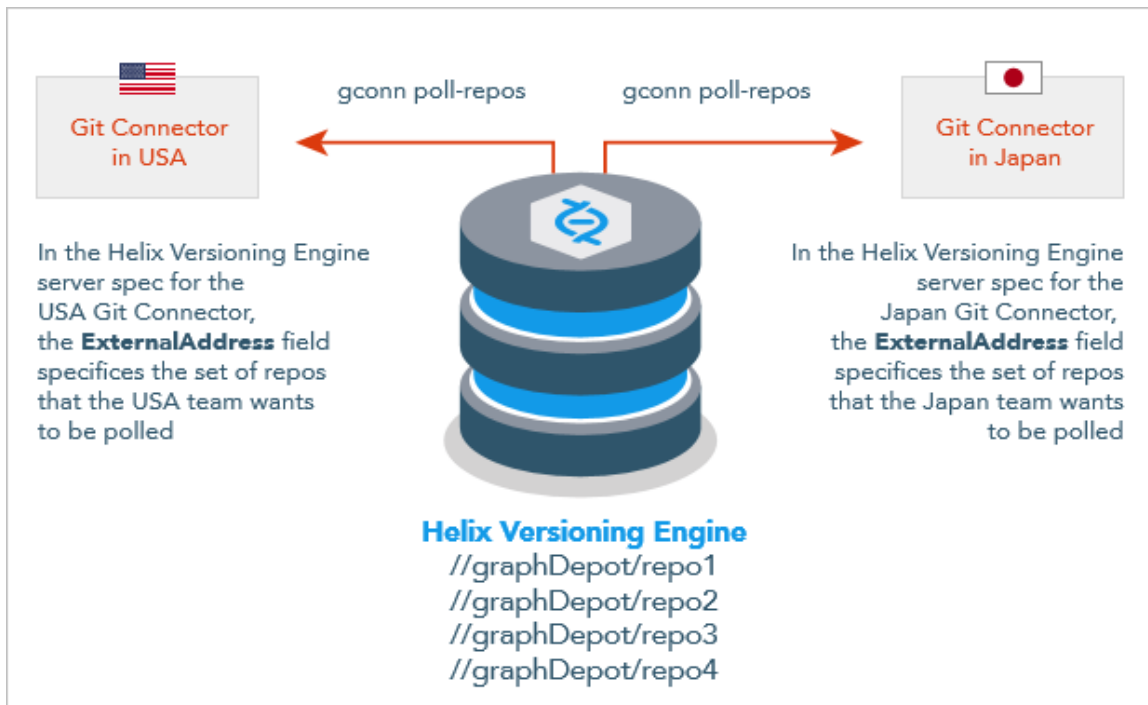 gconn poll-repos
gconn poll-repos
Git Connector
in USA
Git Connector
in Japan
In the Helix Versioning Engine
server spec for the
USA Git Connector,
the ExternalAddress field
specifices the set of repos
that the USA team wants
to be polled
In the Helix Versioning Engine
server spec for the
Japan Git Connector,
the ExternalAddress field
specifices the set of repos
that the Japan team wants
to be polled
Helix Versioning Engine
//graphDepot/repo1
//graphDepot/repo2
//graphDepot/repo3
//graphDepot/repo4